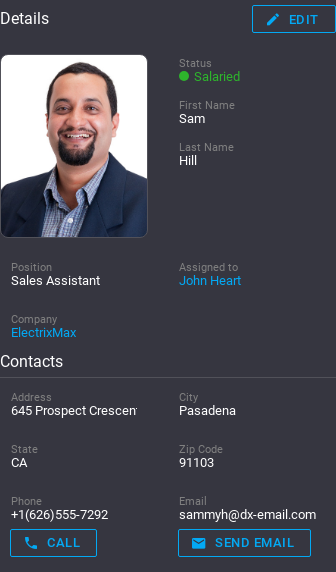 Details
EDIT
Status
Salaried
First Name
Sam
Last Name
Hill
Position
Assigned to
Sales Assistant
John Heart
Company
ElectrixMax
Contacts
Address
City
645 Prospect Crescen
Pasadena
State
Zip Code
CA
91103
Phone
Email
+1(626)555-7292
sammyh@dx-email.com
CALL
SEND EMAIL